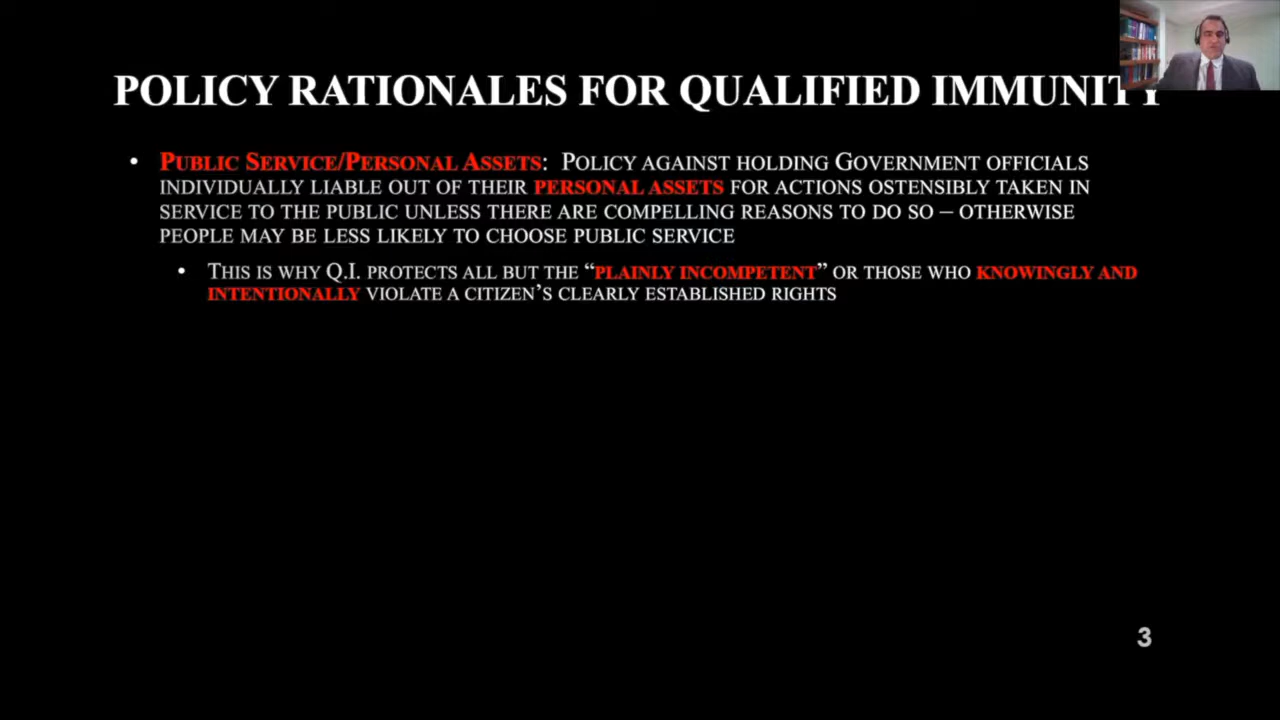 POLICY RATIONALES FOR QUALIFIED IMMUNITY
• PUBLIC SERVICE/PERSONAL ASSETS: POLICY AGAINST HOLDING GOVERNMENT OFFICIALS
INDIVIDUALLY LIABLE OUT OF THEIR PERSONAL ASSETS FOR ACTIONS OSTENSIBLY TAKEN IN
SERVICE TO THE PUBLIC UNLESS THERE ARE COMPELLING REASONS TO DO SO – OTHERWISE
PEOPLE MAY BE LESS LIKELY TO CHOOSE PUBLIC SERVICE
• THIS IS WHY Q.I. PROTECTS ALL BUT THE “PLAINLY INCOMPETENT” OR THOSE WHO KNOWINGLY AND
INTENTIONALLY VIOLATE A CITIZEN’S CLEARLY ESTABLISHED RIGHTS
3